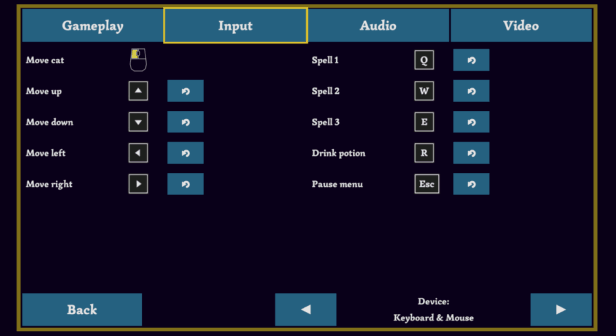 Gameplay
Input
Audio
Video
Move cat
Spell 1
Q
Move up
Spell 2
W
Move down
Spell 3
E
Move left
Drink potion
R
Move right
Pause menu
Esc
Back
Device:
Keyboard & Mouse